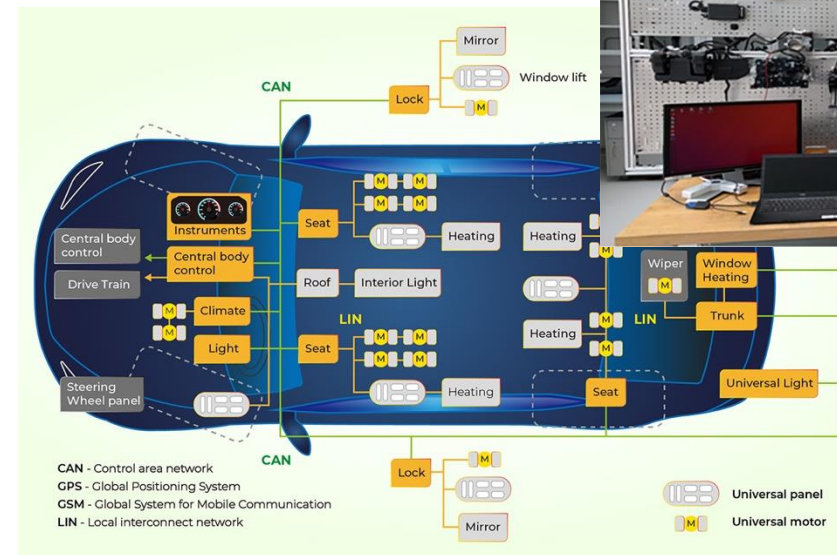 Mirror
CAN
Window lift
Lock
M
M
M
M
M
Instruments
Seat
Central body
control
Heating
Heating
M
Central body
control
Wiper
M
Window
Heating
Drive Train
Roof
Interior Light
Climate
M
M
LIN
M
LIN
Trunk
Light
Seat
M
M
M
M
Heating
M
Steering
Wheel panel
Heating
Seat
Universal Light
CAN
Lock
M
CAN - Control area network
GPS - Global Positioning System
GSM - Global System for Mobile Communication
LIN - Local interconnect network
Mirror
Universal panel
M
Universal motor